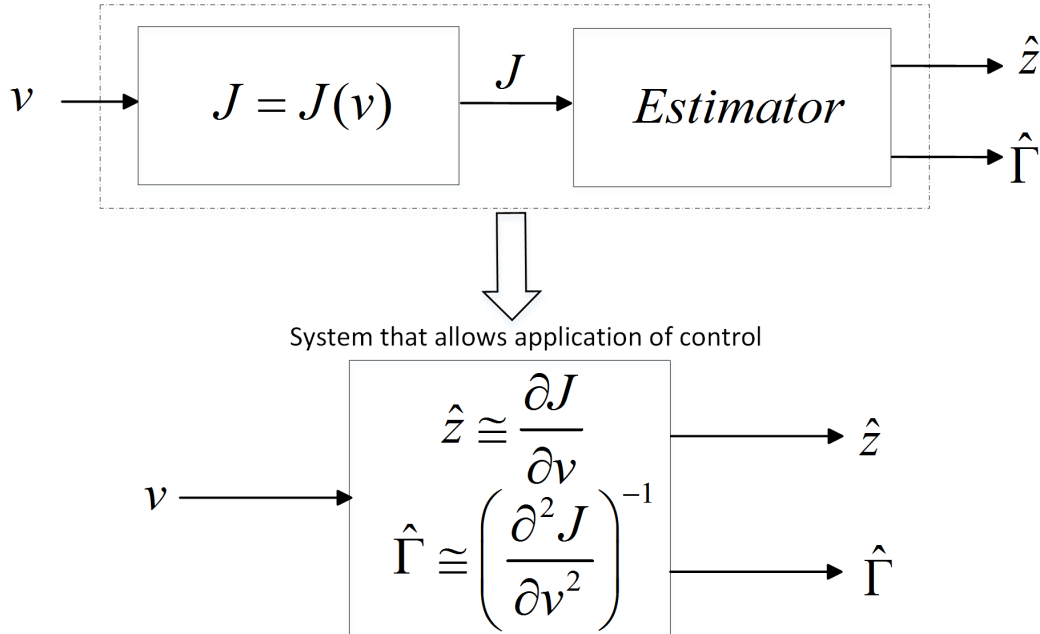 v
J = J(v)
J
Estimator
ẑ
Γ̂
System that allows application of control
v
ẑ ≅ ∂J/∂v
Γ̂ ≅ (∂²J/∂v²)⁻¹
ẑ
Γ̂